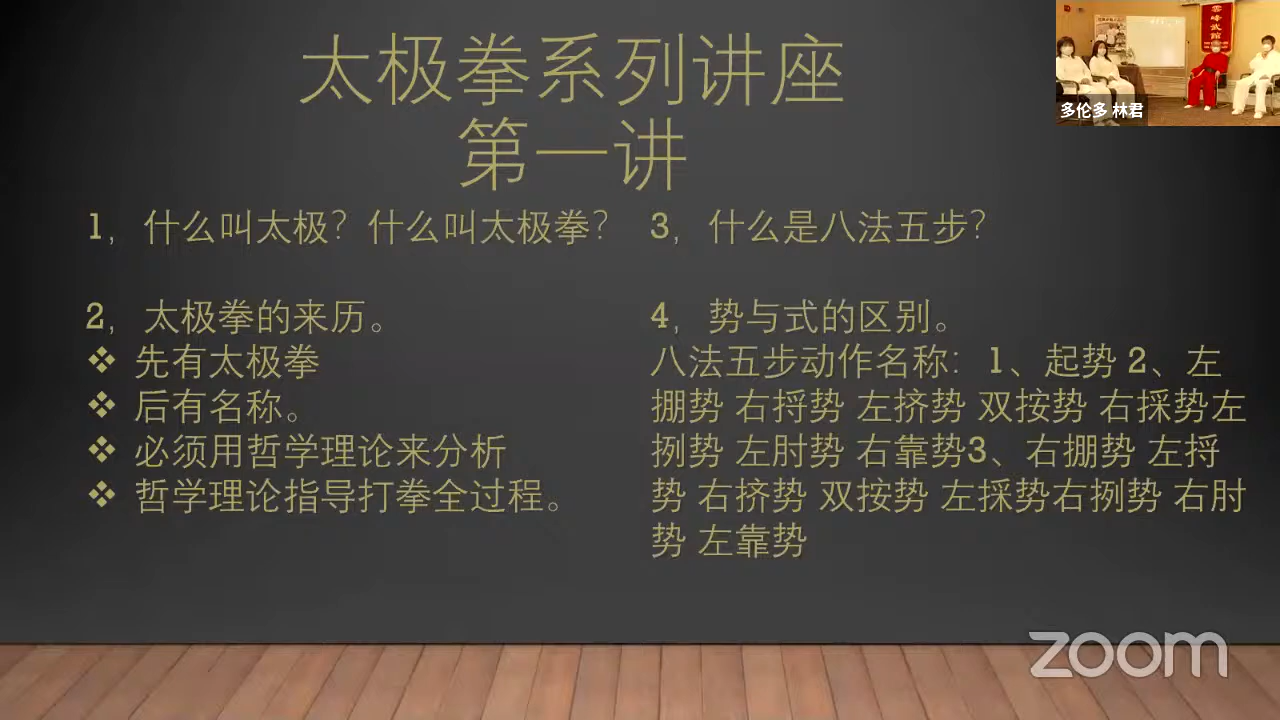 太极拳系列讲座
第一讲
1，什么叫太极？什么叫太极拳？
2，太极拳的来历。
❖ 先有太极拳
❖ 后有名称。
❖ 必须用哲学理论来分析
❖ 哲学理论指导打拳全过程。
3，什么是八法五步？
4，势与式的区别。
八法五步动作名称：1、起势 2、左
掤势 右捋势 左挤势 双按势 右採势左
挒势 左肘势 右靠势3、右掤势 左捋
势 右挤势 双按势 左採势右挒势 右肘
势 左靠势
雲峰武館
多伦多 林君
zoom